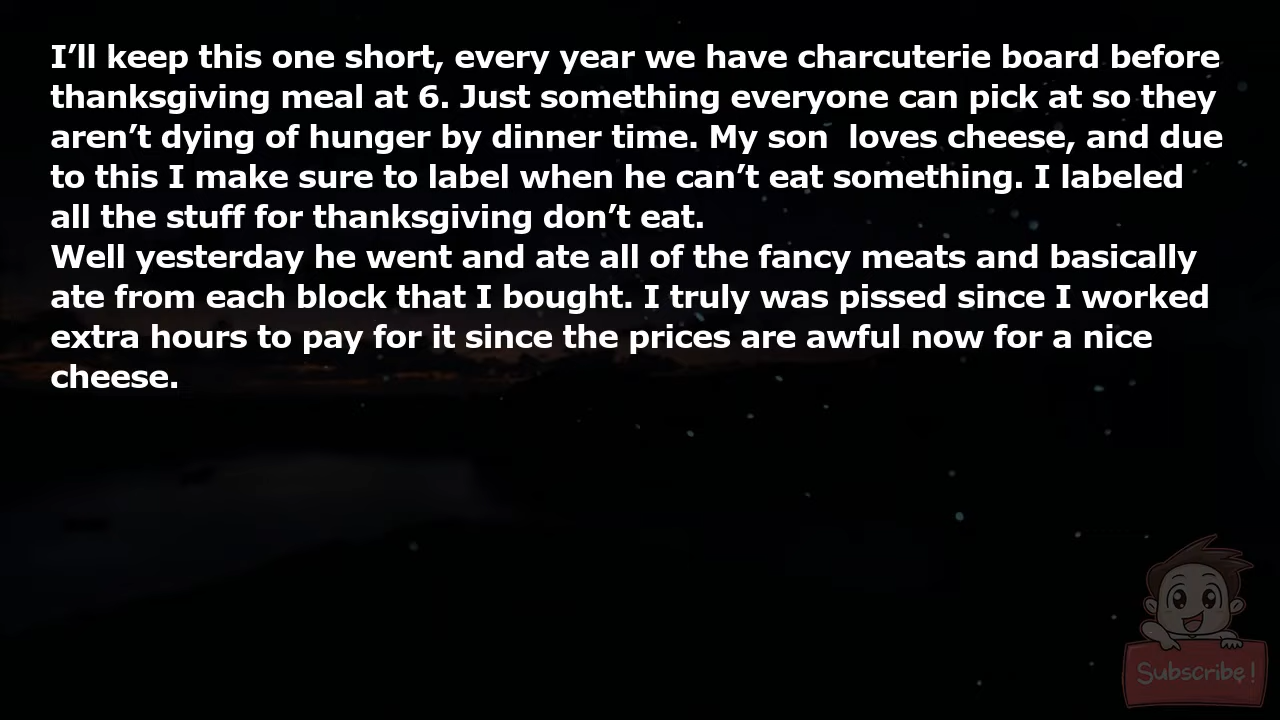 I’ll keep this one short, every year we have charcuterie board before
thanksgiving meal at 6. Just something everyone can pick at so they
aren’t dying of hunger by dinner time. My son  loves cheese, and due
to this I make sure to label when he can’t eat something. I labeled
all the stuff for thanksgiving don’t eat.
Well yesterday he went and ate all of the fancy meats and basically
ate from each block that I bought. I truly was pissed since I worked
extra hours to pay for it since the prices are awful now for a nice
cheese.
Subscribe!